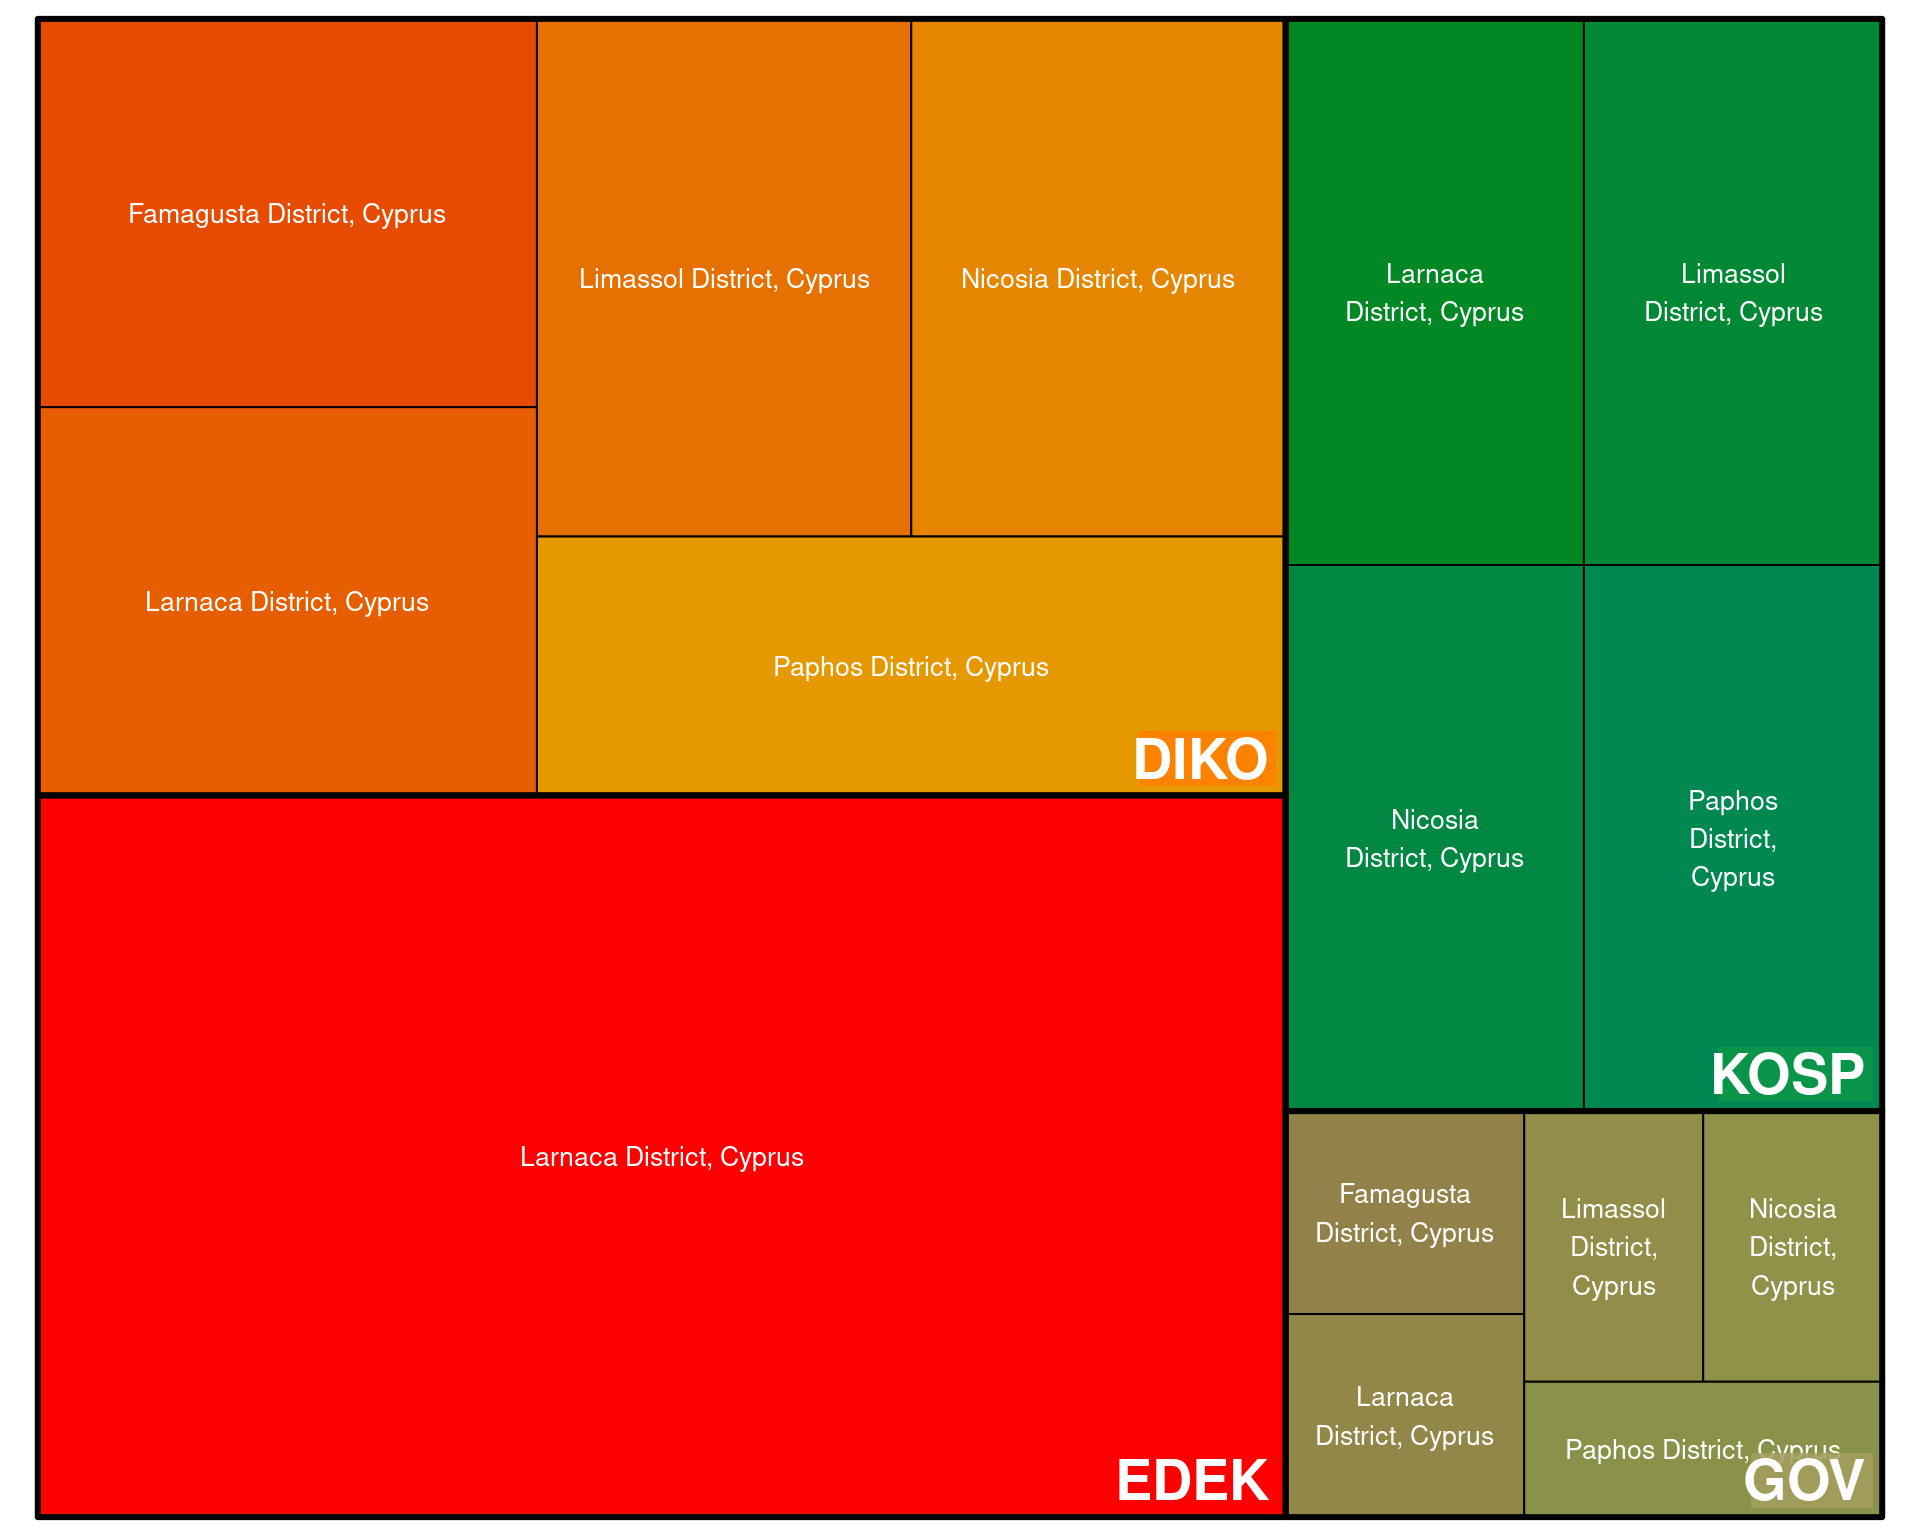 Famagusta District, Cyprus
Limassol District, Cyprus
Nicosia District, Cyprus
Larnaca District, Cyprus
Paphos District, Cyprus
DIKO
Larnaca District, Cyprus
EDEK
Larnaca
District, Cyprus
Limassol
District, Cyprus
Nicosia
District, Cyprus
Paphos
District,
Cyprus
KOSP
Famagusta
District, Cyprus
Limassol
District,
Cyprus
Nicosia
District,
Cyprus
Larnaca
District, Cyprus
Paphos District, Cyprus
GOV